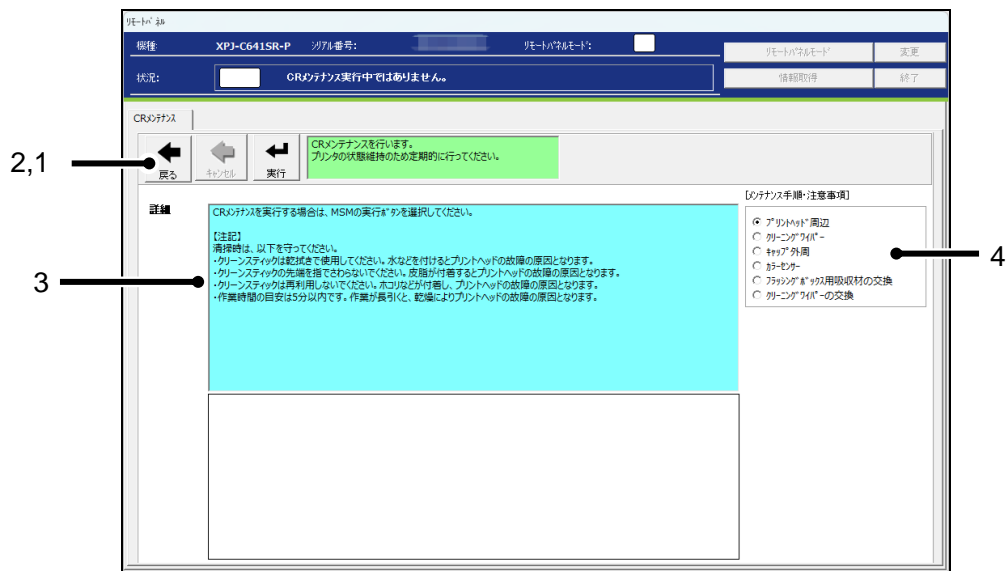 ﾘﾓｰﾄﾊﾟﾈﾙ
機種: XPJ-C641SR-P ｼﾘｱﾙ番号: ﾘﾓｰﾄﾊﾟﾈﾙﾓｰﾄﾞ:
ﾘﾓｰﾄﾊﾟﾈﾙﾓｰﾄﾞ 変更
状況: CRﾒﾝﾃﾅﾝｽ実行中ではありません。
情報取得 終了
CRﾒﾝﾃﾅﾝｽ
2,1
戻る ｷｬﾝｾﾙ 実行
CRメンテナンスを行います。
プリンタの状態維持のため定期的に行ってください。
詳細
CRﾒﾝﾃﾅﾝｽを実行する場合は、MSMの実行ﾎﾞﾀﾝを選択してください。
【注記】
清掃時は、以下を守ってください。
・クリーンスティックは乾拭きで使用してください。水などを付けるとプリントヘッドの故障の原因となります。
・クリーンスティックの先端を指でさわらないでください。皮脂が付着するとプリントヘッドの故障の原因となります。
・クリーンスティックは再利用しないでください。ホコリなどが付着し、プリントヘッドの故障の原因となります。
・作業時間の目安は5分以内です。作業が長引くと、乾燥によりプリントヘッドの故障の原因となります。
3
[ﾒﾝﾃﾅﾝｽ手順・注意事項]
ﾌﾟﾘﾝﾄﾍｯﾄﾞ周辺
ｸﾘｰﾆﾝｸﾞﾜｲﾊﾟｰ
ｷｬｯﾌﾟ外周
ｶﾗｰｾﾝｻｰ
ﾌﾗｯｼﾝｸﾞﾎﾞｯｸｽ用吸収材の交換
ｸﾘｰﾆﾝｸﾞﾜｲﾊﾟｰの交換
4